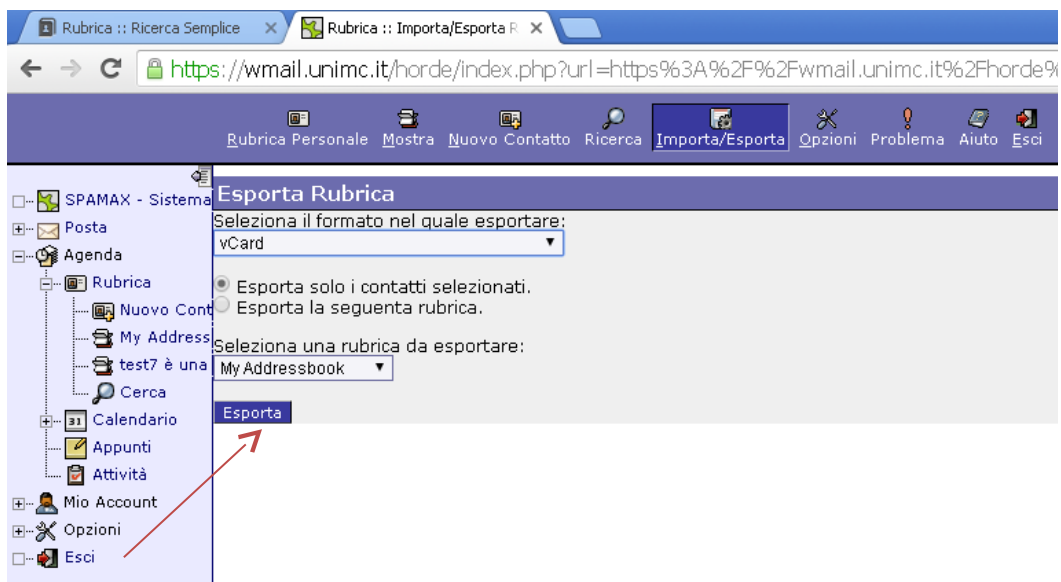 Rubrica :: Ricerca Semplice
Rubrica :: Importa/Esporta R
https://wmail.unimc.it/horde/index.php?url=https%3A%2F%2Fwmail.unimc.it%2Fhorde%
Rubrica Personale Mostra Nuovo Contatto Ricerca Importa/Esporta Opzioni Problema Aiuto Esci
SPAMAX - Sistema
Posta
Agenda
Rubrica
Nuovo Cont
My Address
test7 è una
Cerca
31 Calendario
Appunti
Attività
Mio Account
Opzioni
Esci
Esporta Rubrica
Seleziona il formato nel quale esportare:
vCard
Esporta solo i contatti selezionati.
Esporta la seguenta rubrica.
Seleziona una rubrica da esportare:
My Addressbook
Esporta